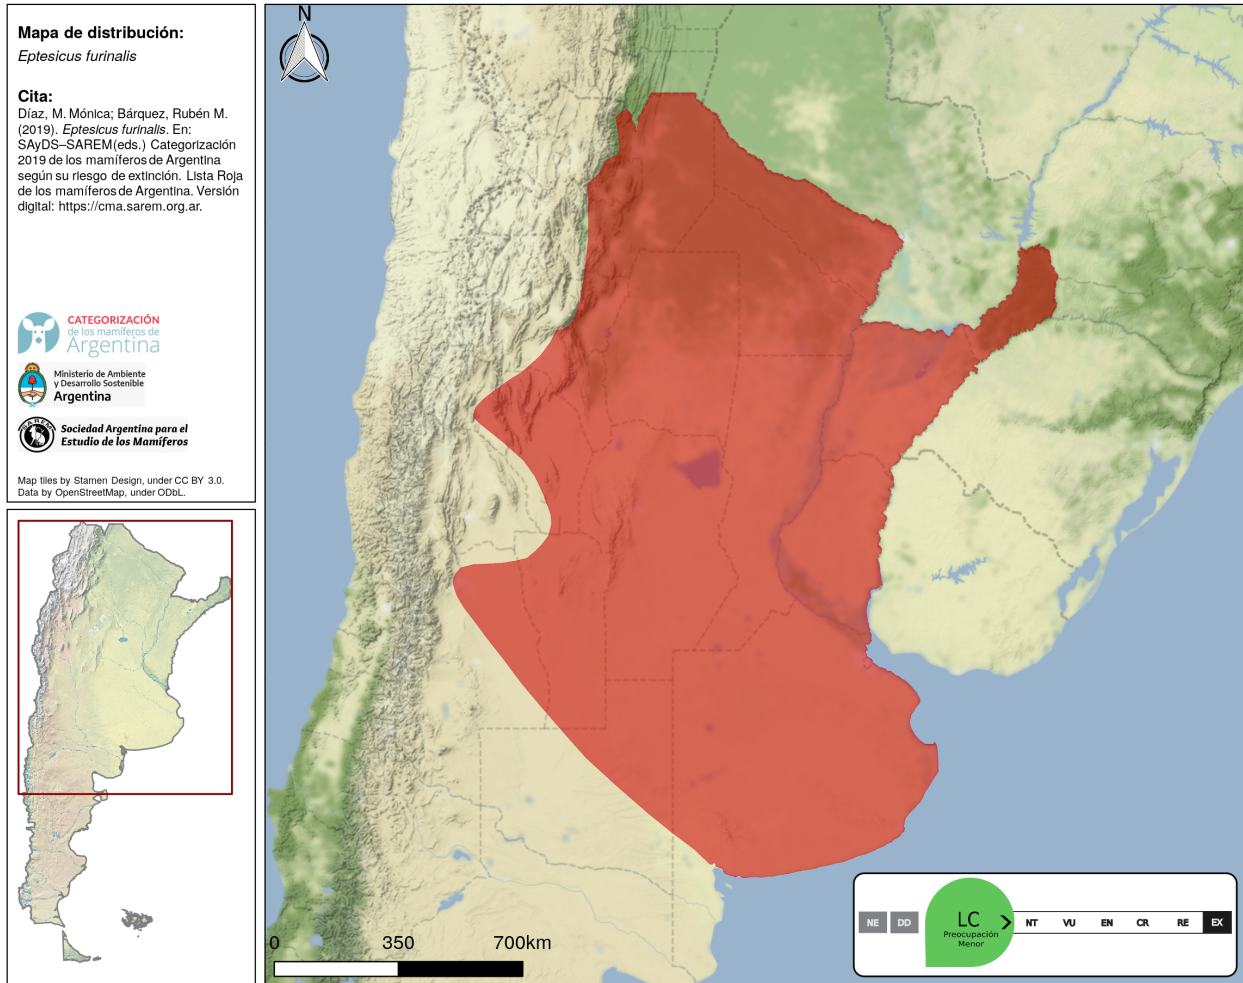 Mapa de distribución:
Eptesicus furinalis
Cita:
Díaz, M. Mónica; Bárquez, Rubén M.
(2019). Eptesicus furinalis. En:
SAyDS–SAREM(eds.) Categorización
2019 de los mamíferos de Argentina
según su riesgo de extinción. Lista Roja
de los mamíferos de Argentina. Versión
digital: https://cma.sarem.org.ar.
CATEGORIZACIÓN
de los mamíferos de
Argentina
Ministerio de Ambiente
y Desarrollo Sostenible
Argentina
SAREM
Sociedad Argentina para el
Estudio de los Mamíferos
Map tiles by Stamen Design, under CC BY 3.0.
Data by OpenStreetMap, under ODbL.
N
0 350 700km
NE DD LC NT VU EN CR RE EX
Preocupación
Menor